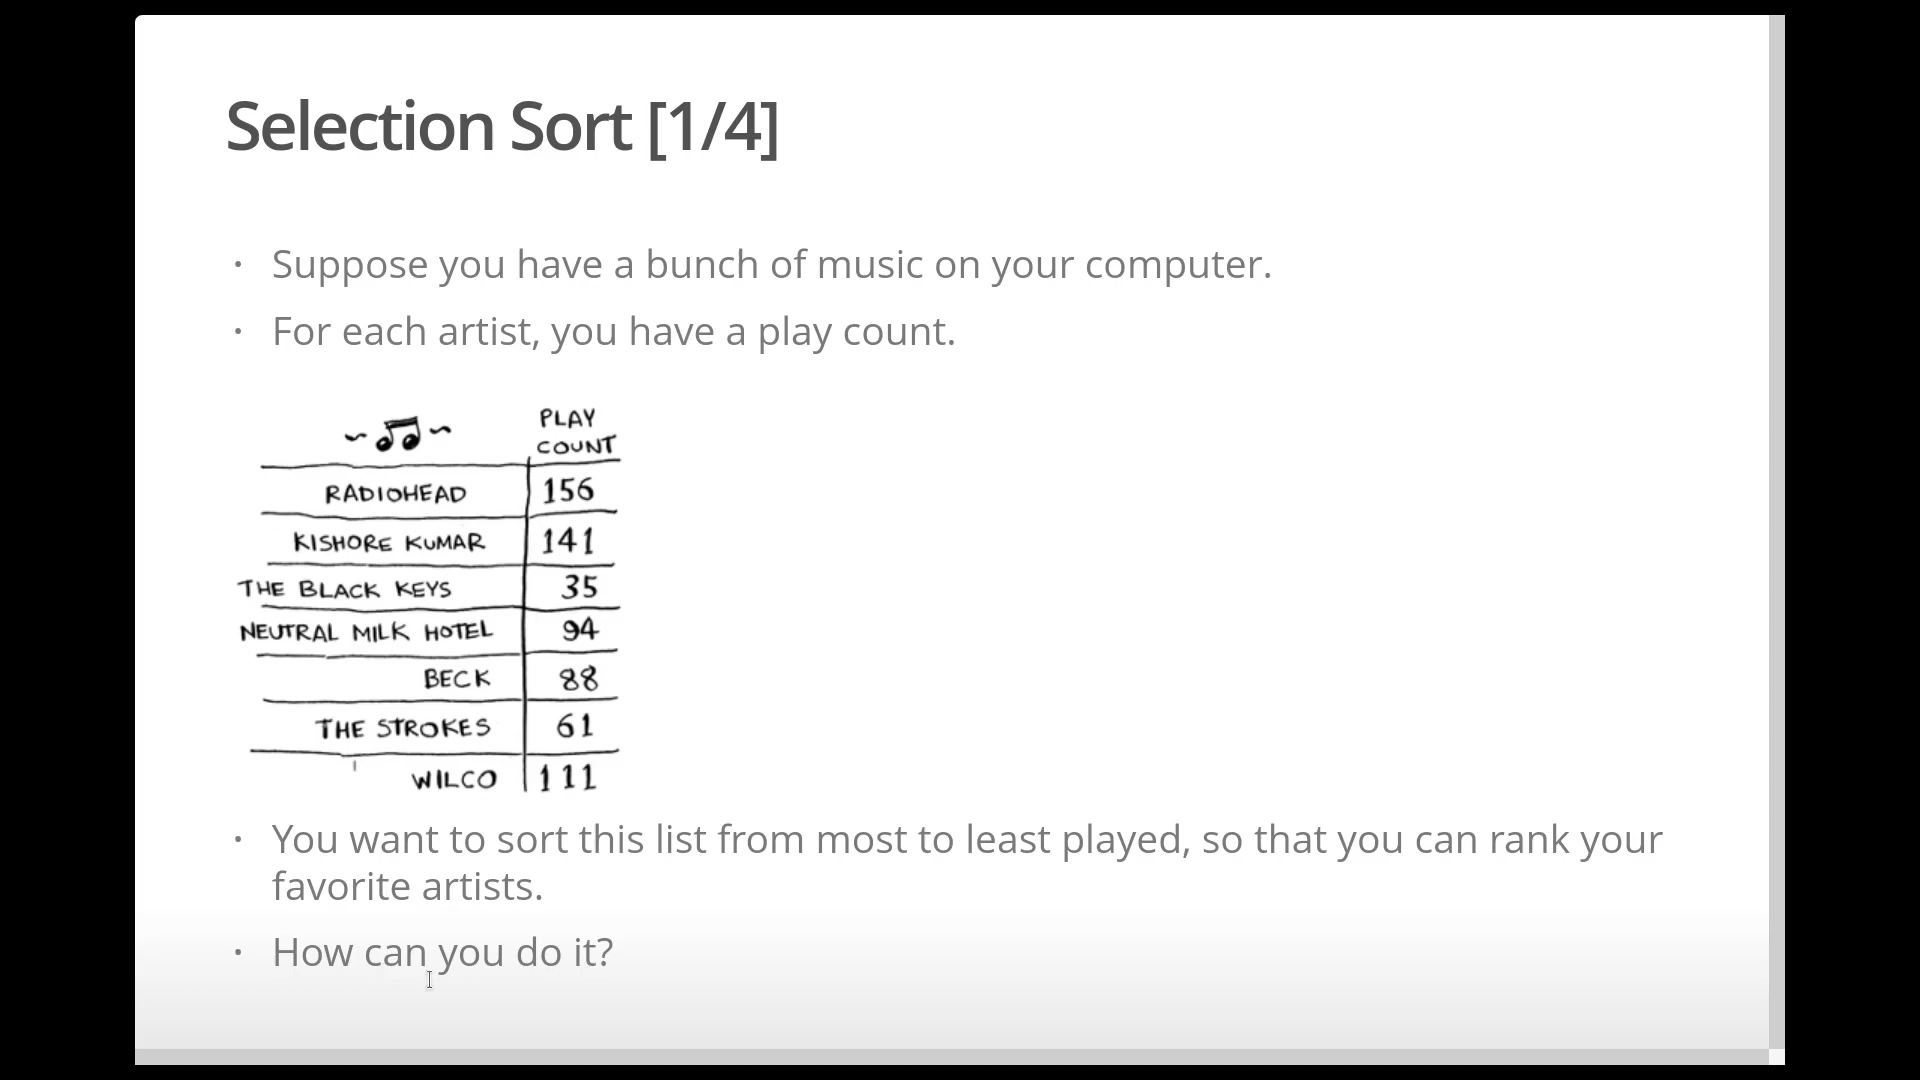 Selection Sort [1/4]
· Suppose you have a bunch of music on your computer.
· For each artist, you have a play count.
PLAY
COUNT
RADIOHEAD 156
KISHORE KUMAR 141
THE BLACK KEYS 35
NEUTRAL MILK HOTEL 94
BECK 88
THE STROKES 61
WILCO 111
· You want to sort this list from most to least played, so that you can rank your
favorite artists.
· How can you do it?